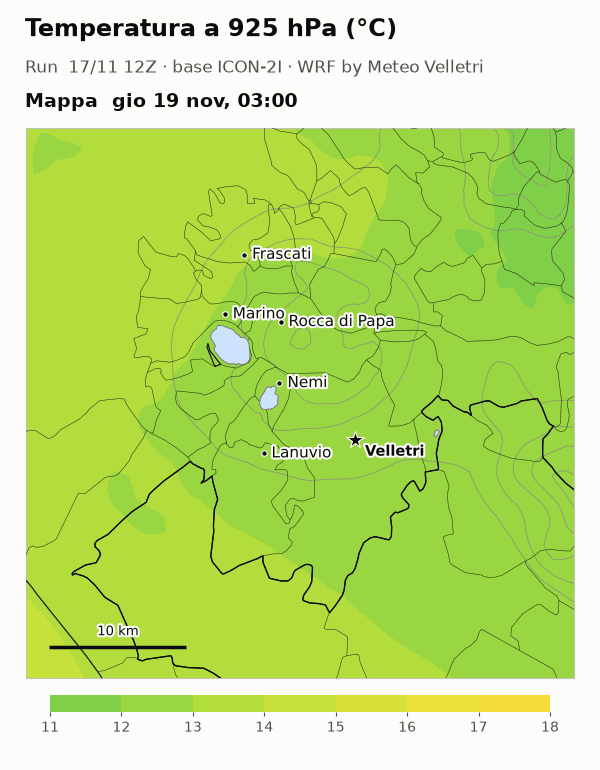 Temperatura a 925 hPa (°C)
Run 17/11 12Z · base ICON-2I · WRF by Meteo Velletri
Mappa gio 19 nov, 03:00
Frascati
Marino
Rocca di Papa
Nemi
Velletri
Lanuvio
10 km
11 12 13 14 15 16 17 18